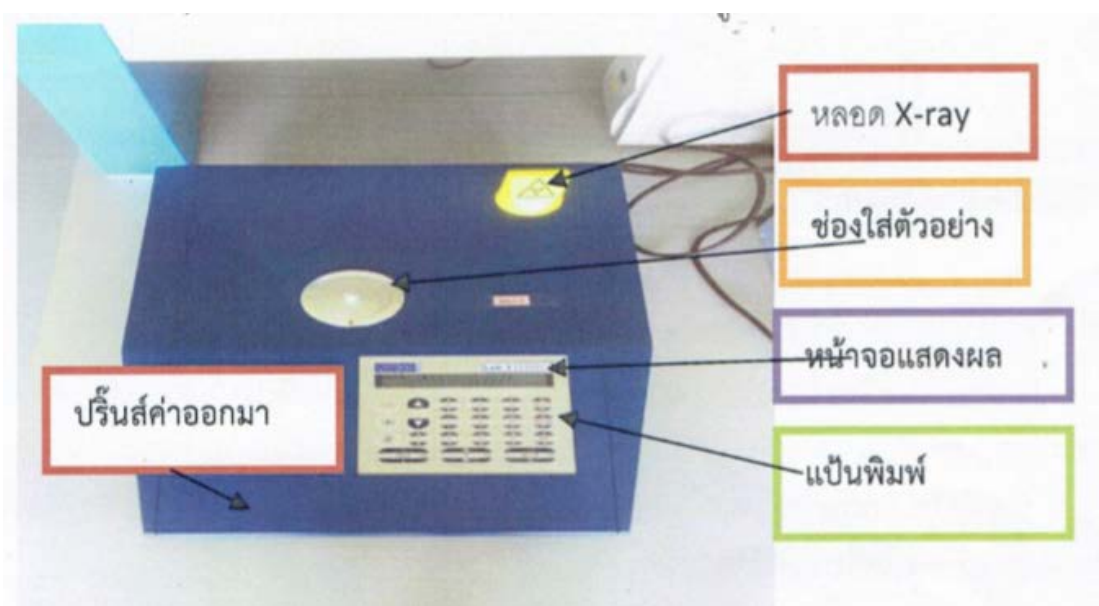 หลอด X-ray
ช่องใส่ตัวอย่าง
หน้าจอแสดงผล
ปริ๊นส์ค่าออกมา
แป้นพิมพ์